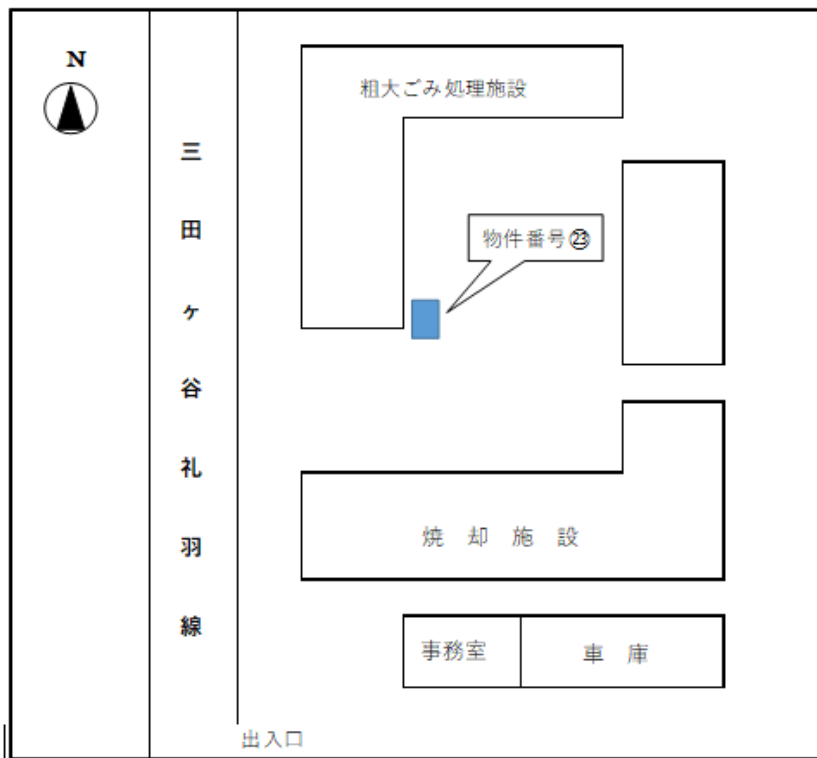 N
三田ヶ谷礼羽線
粗大ごみ処理施設
物件番号㉓
焼却施設
事務室
車庫
出入口